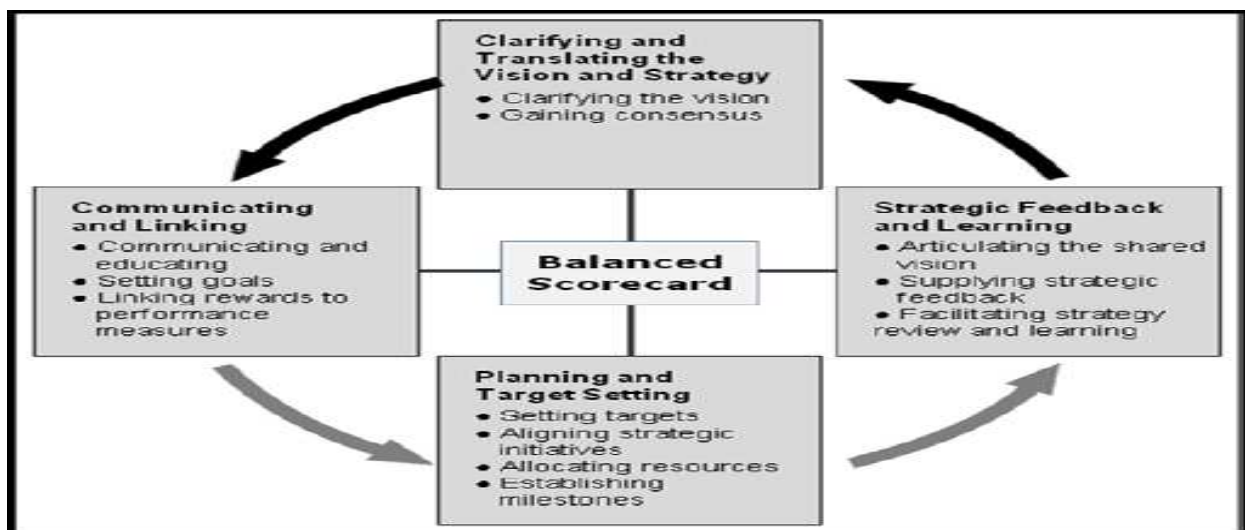 Clarifying and
Translating the
Vision and Strategy
● Clarifying the vision
● Gaining consensus
Communicating
and Linking
● Communicating and
educating
● Setting goals
● Linking rewards to
performance
measures
Balanced
Scorecard
Strategic Feedback
and Learning
● Articulating the shared
vision
● Supplying strategic
feedback
● Facilitating strategy
review and learning
Planning and
Target Setting
● Setting targets
● Aligning strategic
initiatives
● Allocating resources
● Establishing
milestones